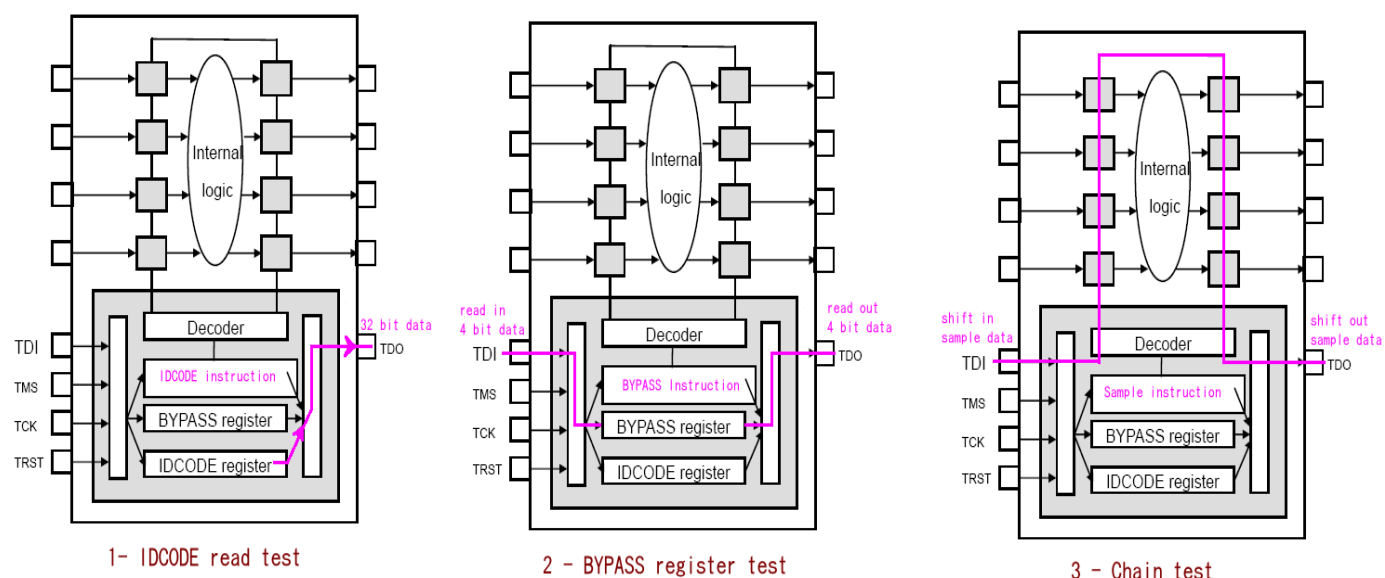 Internal
logic
Decoder
IDCODE instruction
BYPASS register
IDCODE register
TDI
TMS
TCK
TRST
32 bit data
TDO
1- IDCODE read test
Internal
logic
read in
4 bit data
TDI
TMS
TCK
TRST
Decoder
BYPASS Instruction
BYPASS register
IDCODE register
read out
4 bit data
TDO
2 - BYPASS register test
Internal
logic
shift in
sample data
TDI
TMS
TCK
TRST
Decoder
Sample instruction
BYPASS register
IDCODE register
shift out
sample data
TDO
3 - Chain test